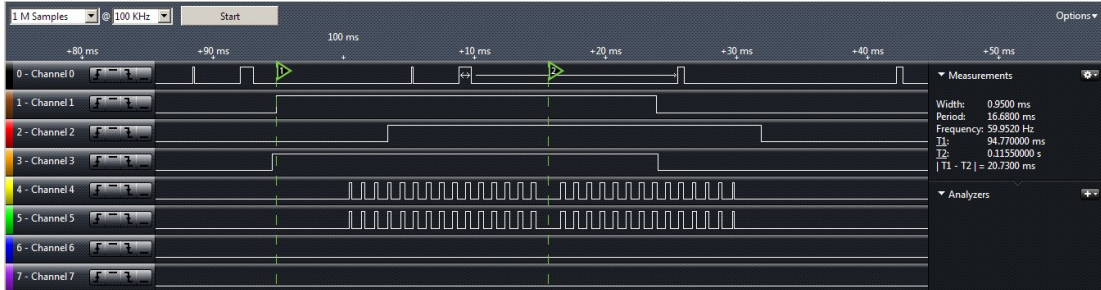 1 M Samples @ 100 KHz Start Options
100 ms
+80 ms +90 ms +10 ms +20 ms +30 ms +40 ms +50 ms
0 - Channel 0 1 2
1 - Channel 1
2 - Channel 2
3 - Channel 3
4 - Channel 4
5 - Channel 5
6 - Channel 6
7 - Channel 7
Measurements
Width: 0.9500 ms
Period: 16.6800 ms
Frequency: 59.9520 Hz
T1: 94.770000 ms
T2: 0.11550000 s
| T1 - T2 | = 20.7300 ms
Analyzers